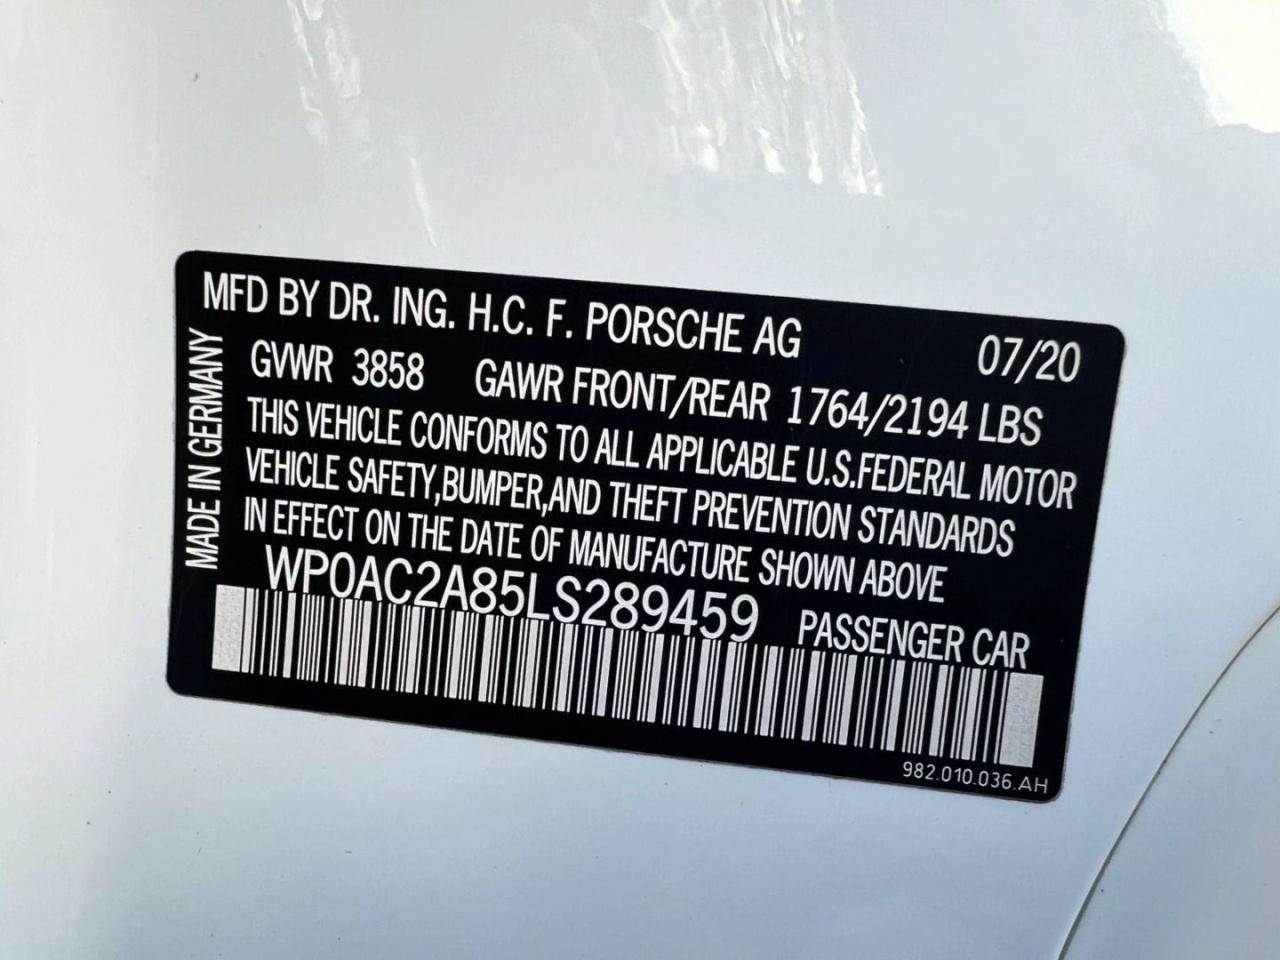 MFD BY DR. ING. H.C. F. PORSCHE AG 07/20
GVWR 3858 GAWR FRONT/REAR 1764/2194 LBS
THIS VEHICLE CONFORMS TO ALL APPLICABLE U.S.FEDERAL MOTOR
VEHICLE SAFETY,BUMPER,AND THEFT PREVENTION STANDARDS
IN EFFECT ON THE DATE OF MANUFACTURE SHOWN ABOVE
WP0AC2A85LS289459 PASSENGER CAR
982.010.036.AH
MADE IN GERMANY